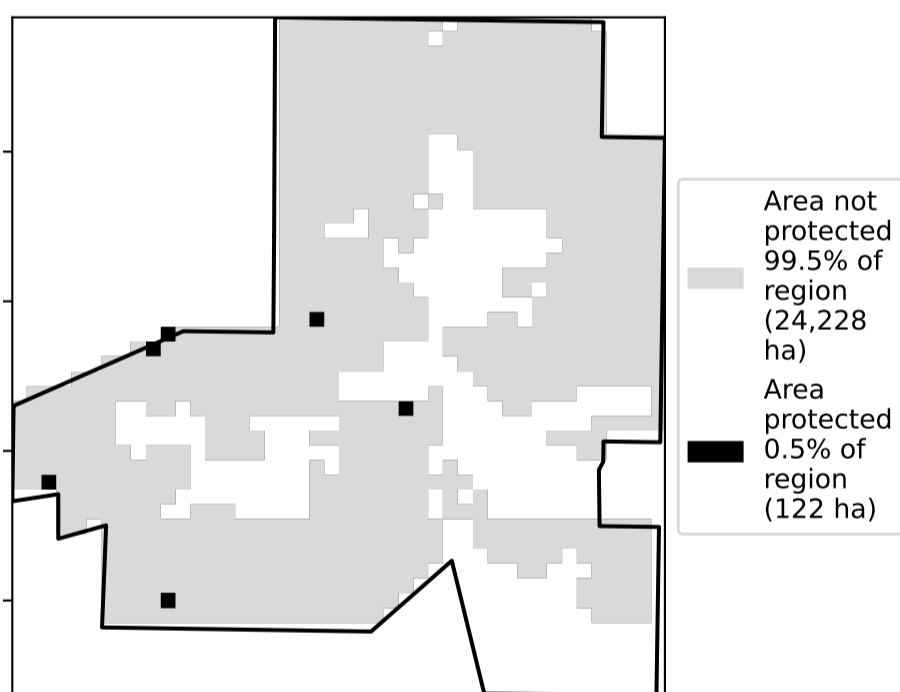 Area not
protected
99.5% of
region
(24,228
ha)
Area
protected
0.5% of
region
(122 ha)